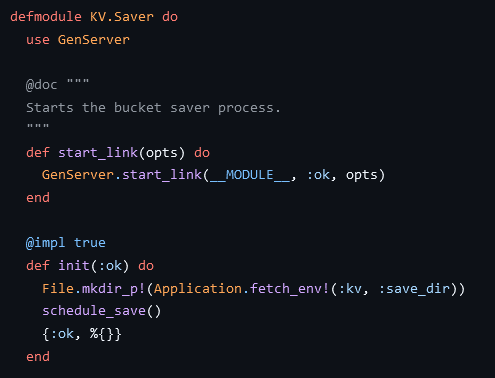 defmodule KV.Saver do
  use GenServer

  @doc """
  Starts the bucket saver process.
  """
  def start_link(opts) do
    GenServer.start_link(__MODULE__, :ok, opts)
  end

  @impl true
  def init(:ok) do
    File.mkdir_p!(Application.fetch_env!(:kv, :save_dir))
    schedule_save()
    {:ok, %{}}
  end